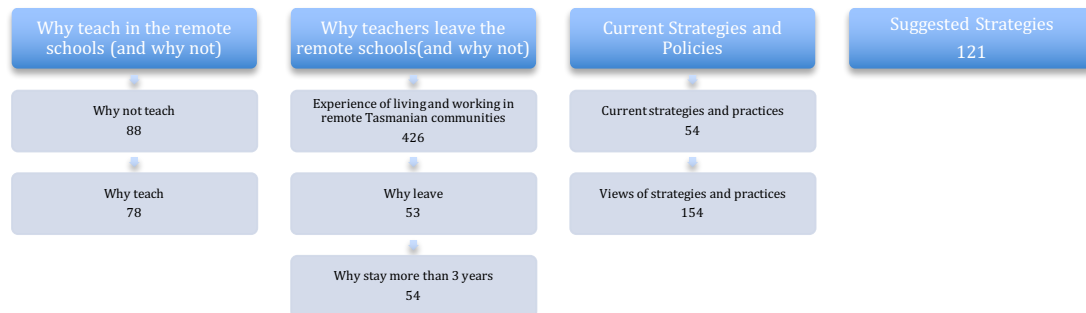 Why teach in the remote
schools (and why not)
Why not teach
88
Why teach
78
Why teachers leave the
remote schools(and why not)
Experience of living and working in
remote Tasmanian communities
426
Why leave
53
Why stay more than 3 years
54
Current Strategies and
Policies
Current strategies and practices
54
Views of strategies and practices
154
Suggested Strategies
121